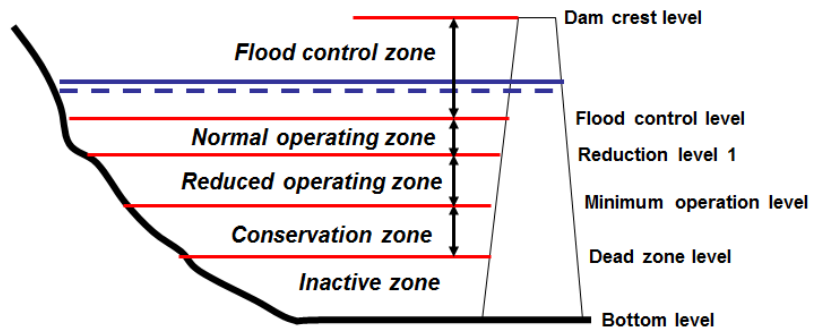 Dam crest level
Flood control zone
Flood control level
Normal operating zone
Reduction level 1
Reduced operating zone
Minimum operation level
Conservation zone
Dead zone level
Inactive zone
Bottom level